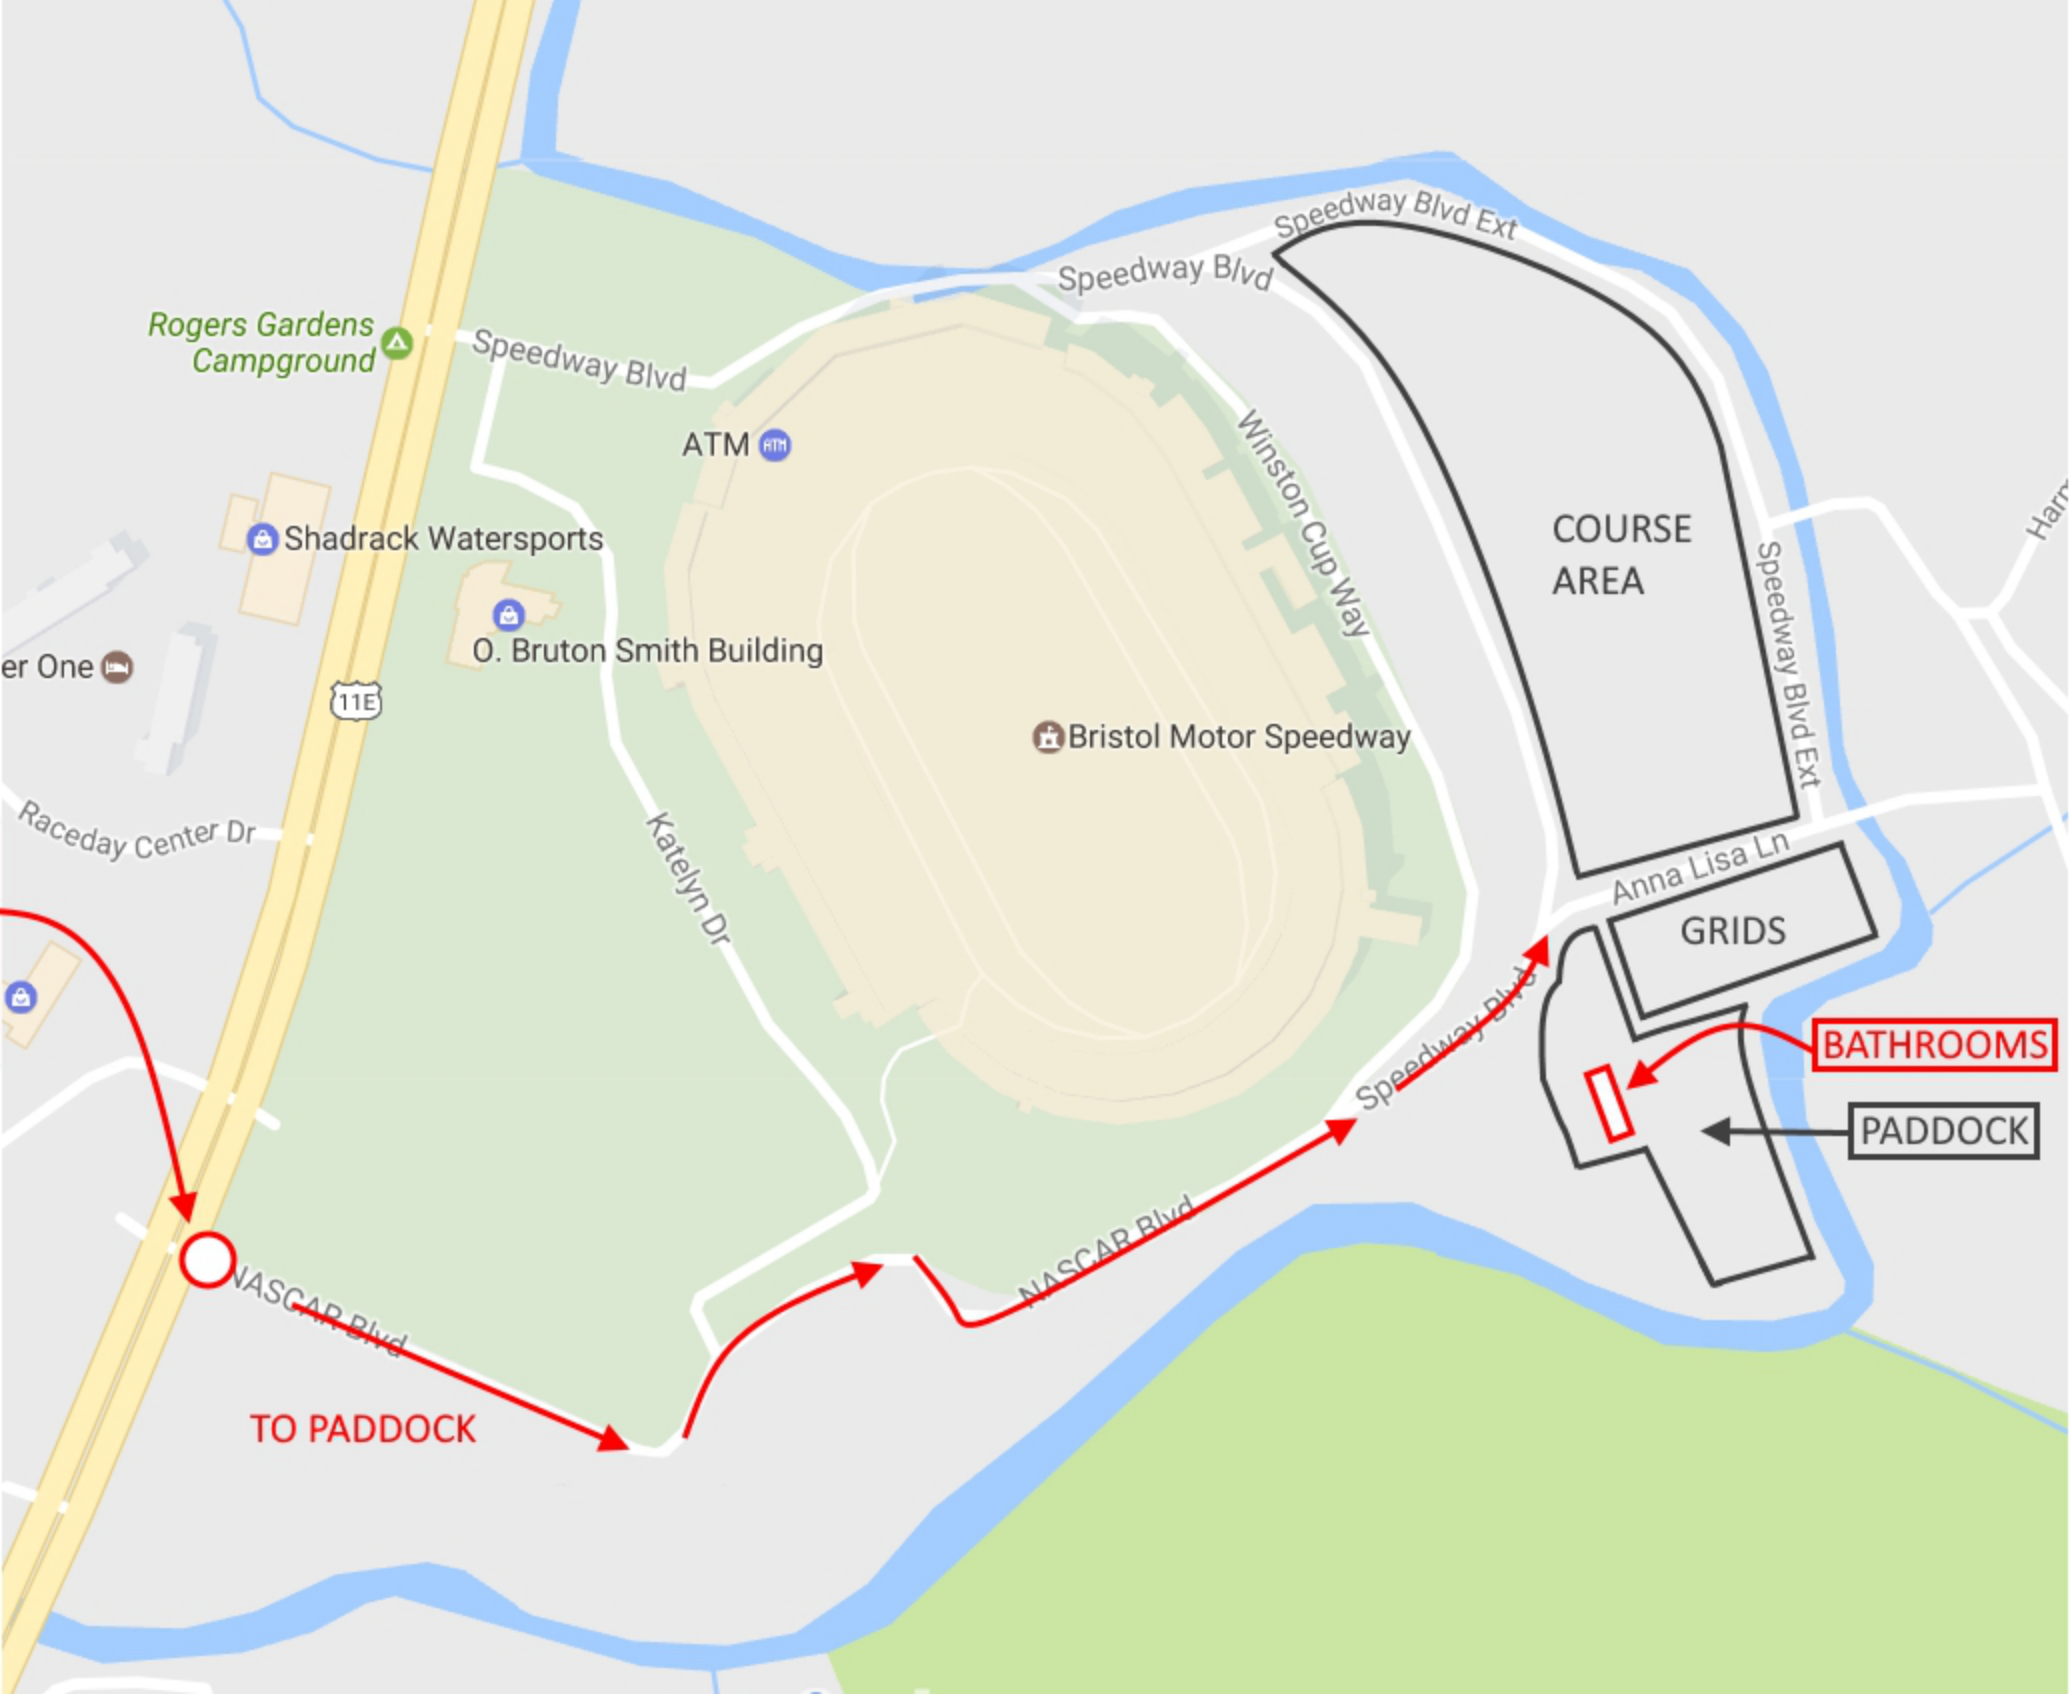 Speedway Blvd Ext
Speedway Blvd
Rogers Gardens
Campground
Speedway Blvd
ATM
ATM
Winston Cup Way
COURSE
AREA
Shadrack Watersports
Speedway Blvd Ext
O. Bruton Smith Building
er One
11E
Bristol Motor Speedway
Raceday Center Dr
Katelyn Dr
Anna Lisa Ln
GRIDS
Speedway Blvd
BATHROOMS
PADDOCK
NASCAR Blvd
NASCAR Blvd
TO PADDOCK